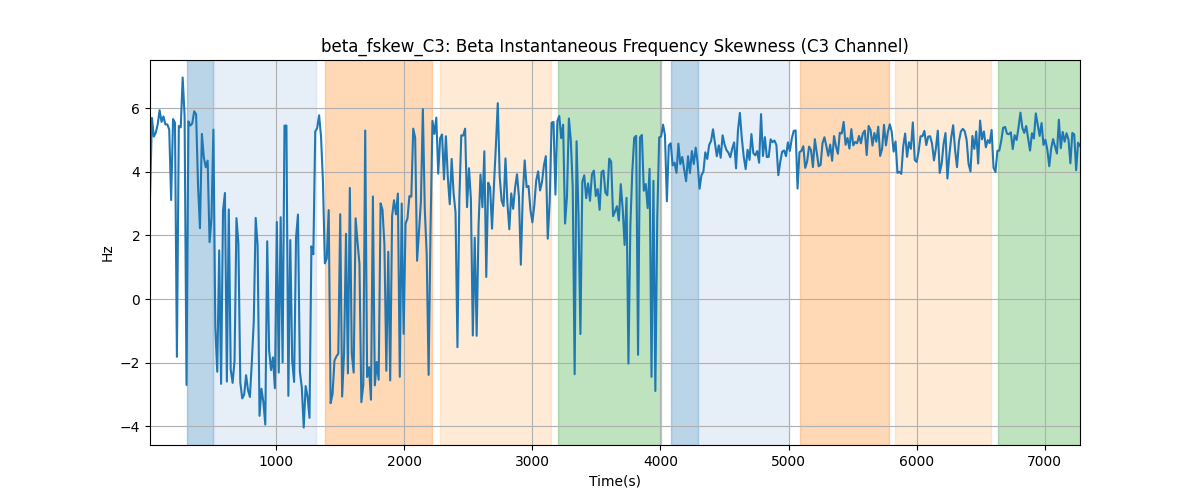 beta_fskew_C3: Beta Instantaneous Frequency Skewness (C3 Channel)
6
4
2
0
−2
−4
Hz
1000 2000 3000 4000 5000 6000 7000
Time(s)